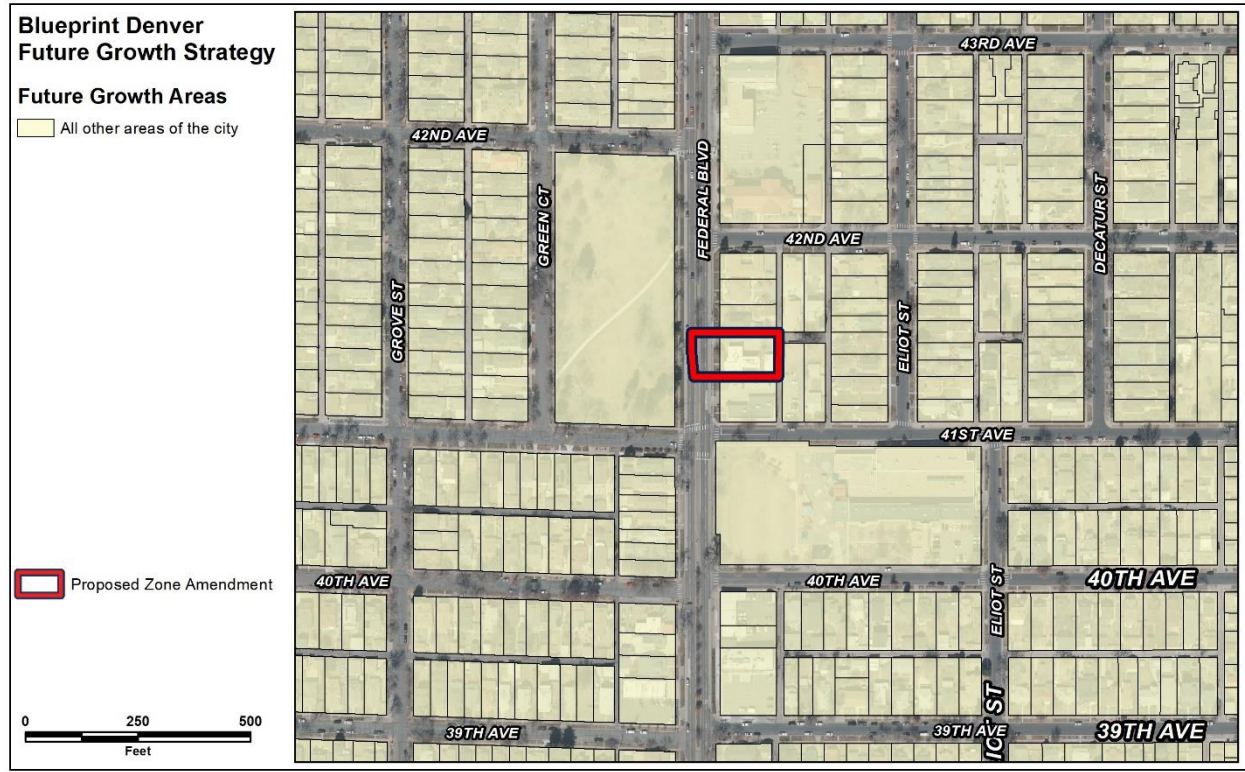 Blueprint Denver
Future Growth Strategy
Future Growth Areas
All other areas of the city
Proposed Zone Amendment
0 250 500
Feet
43RD AVE
42ND AVE
FEDERAL BLVD
GREEN CT
DECATUR ST
42ND AVE
GROVE ST
ELIOT ST
41ST AVE
40TH AVE
40TH AVE
40TH AVE
ELIOT ST
39TH AVE
39TH AVE
39TH AVE